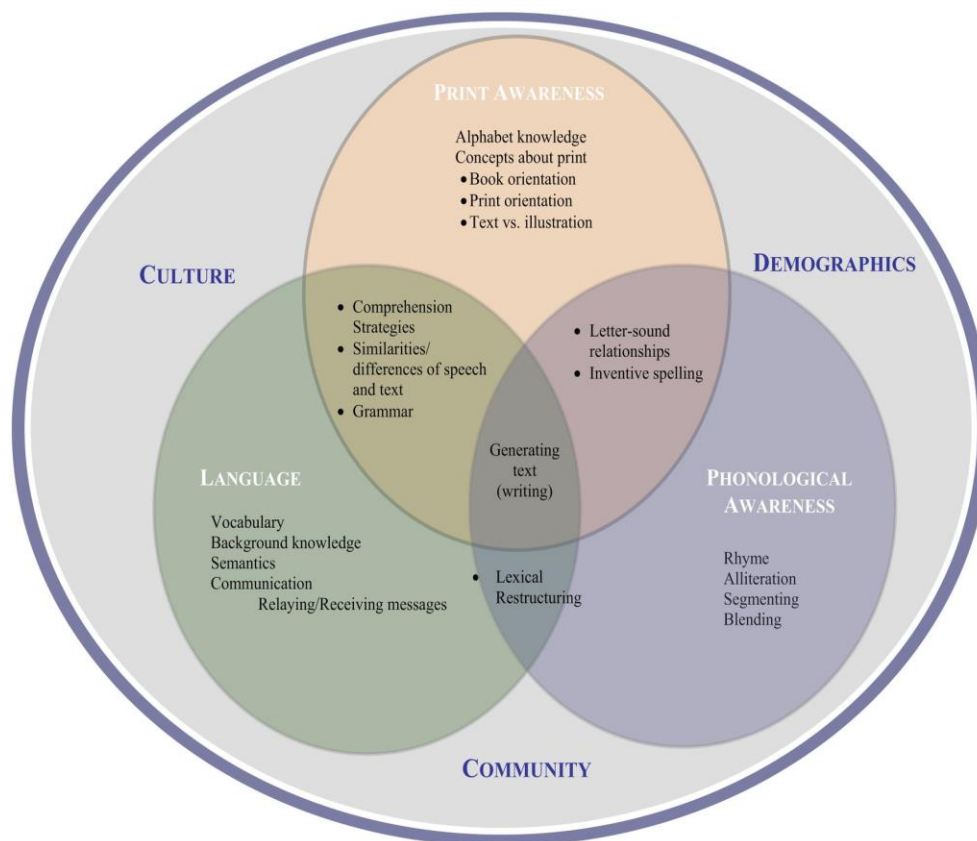 PRINT AWARENESS
Alphabet knowledge
Concepts about print
• Book orientation
• Print orientation
• Text vs. illustration
CULTURE
DEMOGRAPHICS
• Comprehension
Strategies
• Similarities/
differences of speech
and text
• Grammar
• Letter-sound
relationships
• Inventive spelling
Generating
text
(writing)
LANGUAGE
Vocabulary
Background knowledge
Semantics
Communication
Relaying/Receiving messages
PHONOLOGICAL
AWARENESS
Rhyme
Alliteration
Segmenting
Blending
• Lexical
Restructuring
COMMUNITY